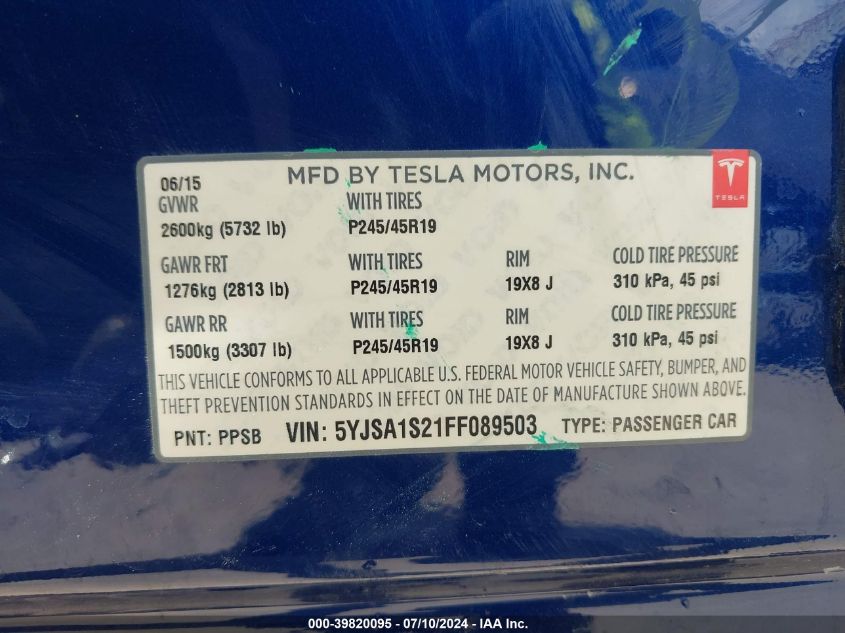 MFD BY TESLA MOTORS, INC.
TESLA
06/15
GVWR WITH TIRES
2600kg (5732 lb) P245/45R19
GAWR FRT WITH TIRES RIM COLD TIRE PRESSURE
1276kg (2813 lb) P245/45R19 19X8 J 310 kPa, 45 psi
GAWR RR WITH TIRES RIM COLD TIRE PRESSURE
1500kg (3307 lb) P245/45R19 19X8 J 310 kPa, 45 psi
THIS VEHICLE CONFORMS TO ALL APPLICABLE U.S. FEDERAL MOTOR VEHICLE SAFETY, BUMPER, AND
THEFT PREVENTION STANDARDS IN EFFECT ON THE DATE OF MANUFACTURE SHOWN ABOVE.
PNT: PPSB VIN: 5YJSA1S21FF089503 TYPE: PASSENGER CAR
000-39820095 - 07/10/2024 - IAA Inc.